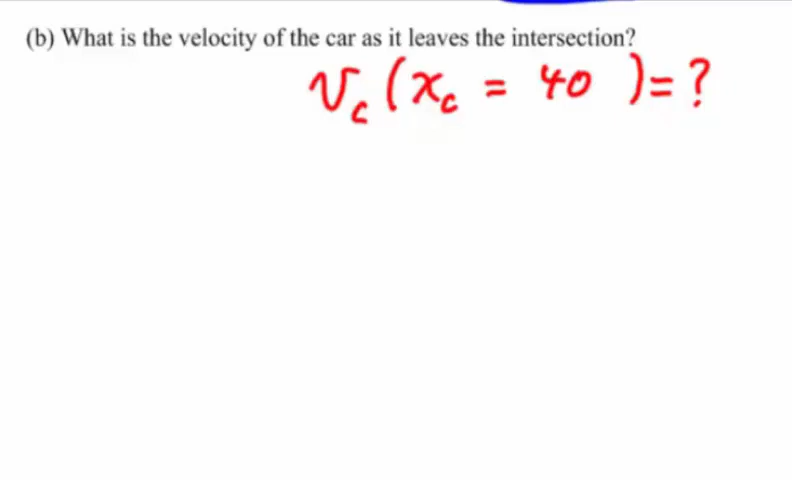 (b) What is the velocity of the car as it leaves the intersection?
v_c (x_c = 40 ) = ?